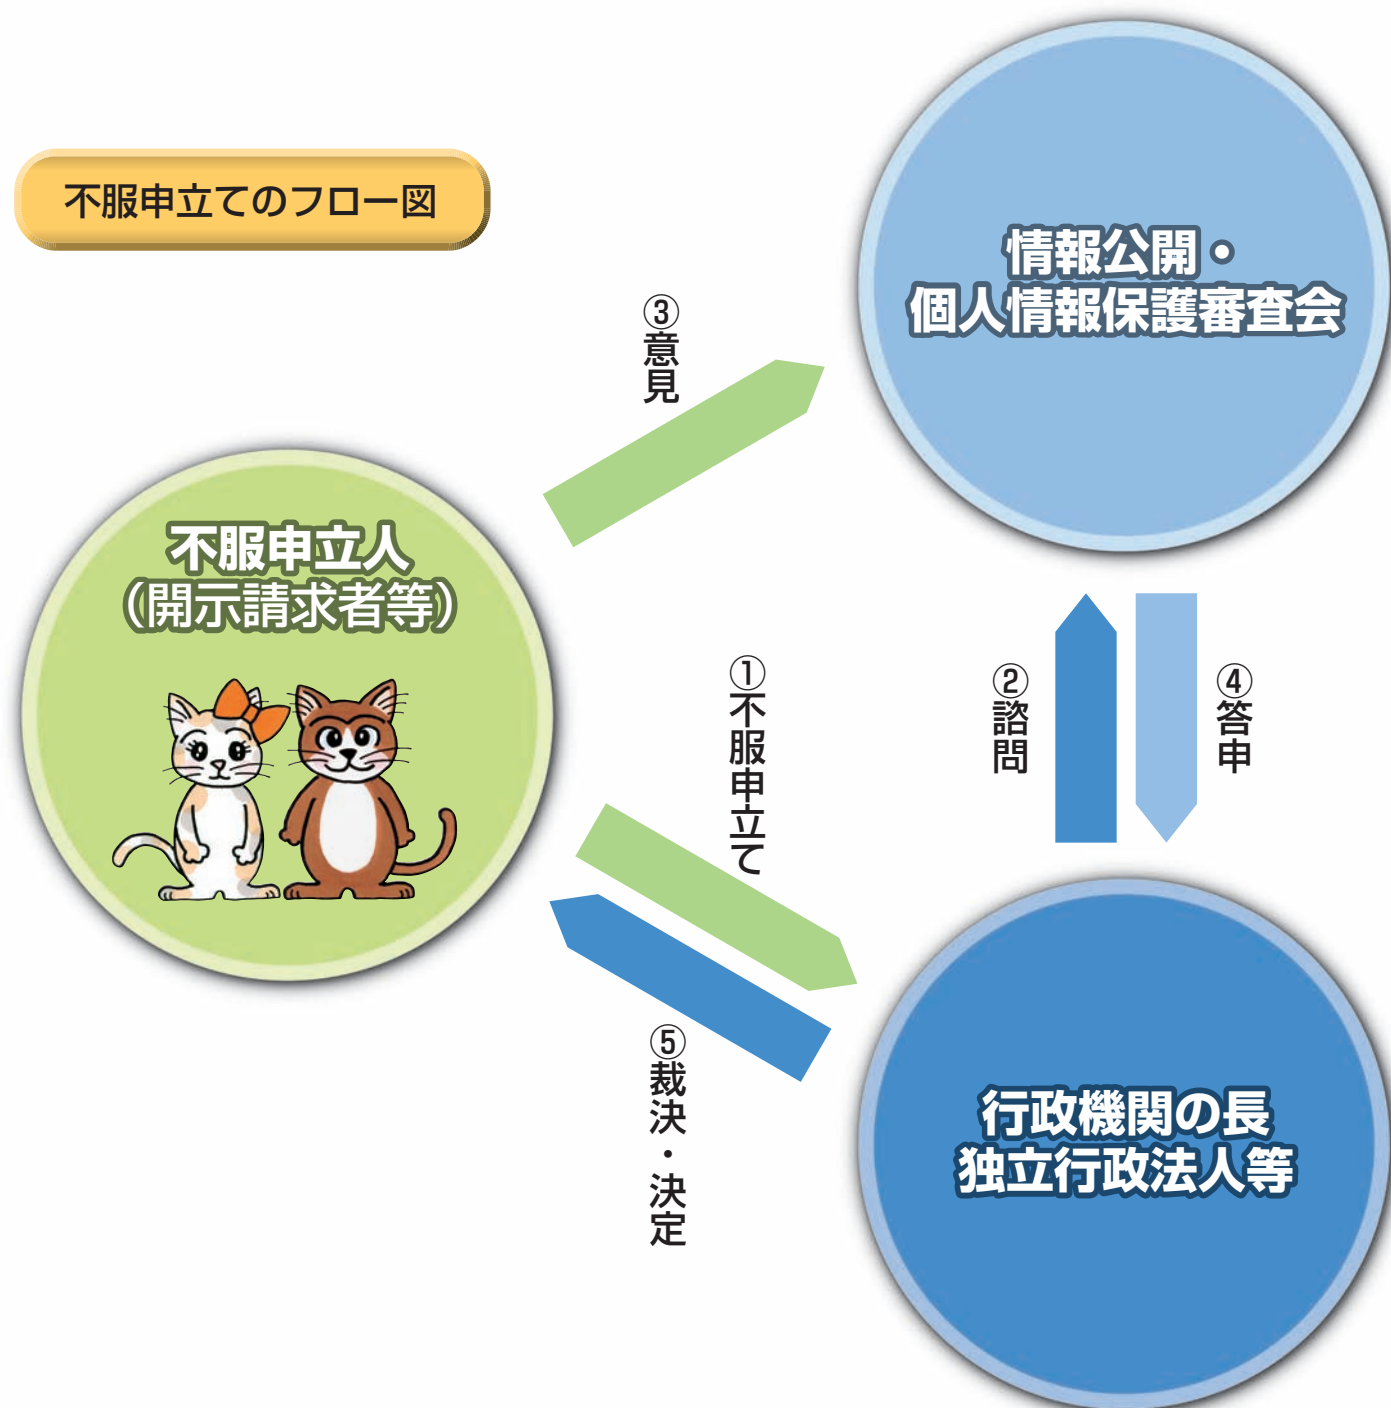 不服申立てのフロー図
情報公開・
個人情報保護審査会
③意見
不服申立人
（開示請求者等）
①不服申立て
②諮問
④答申
⑤裁決・決定
行政機関の長
独立行政法人等